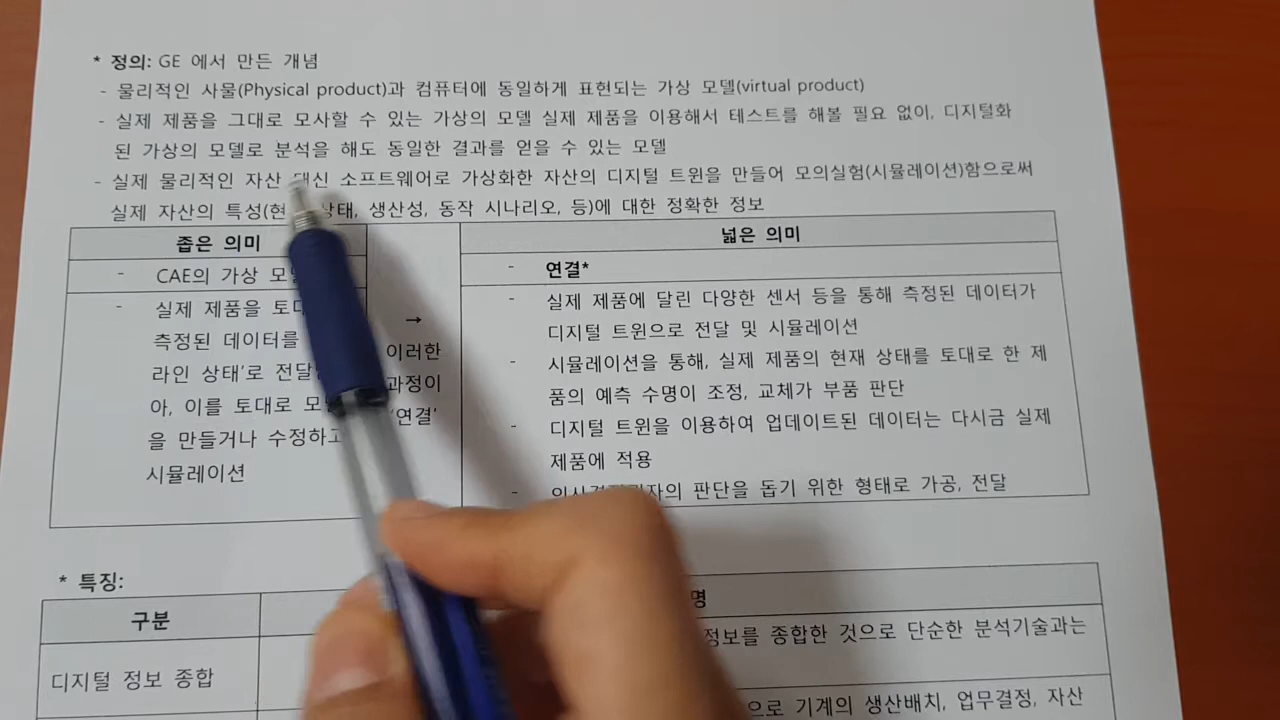 * 정의: GE 에서 만든 개념
- 물리적인 사물(Physical product)과 컴퓨터에 동일하게 표현되는 가상 모델(virtual product)
- 실제 제품을 그대로 모사할 수 있는 가상의 모델 실제 제품을 이용해서 테스트를 해볼 필요 없이, 디지털화
된 가상의 모델로 분석을 해도 동일한 결과를 얻을 수 있는 모델
- 실제 물리적인 자산 대신 소프트웨어로 가상화한 자산의 디지털 트윈을 만들어 모의실험(시뮬레이션)함으로써
실제 자산의 특성(현 상태, 생산성, 동작 시나리오, 등)에 대한 정확한 정보
좁은 의미
- CAE의 가상
- 실제 제품을
측정된 데이터를
라인 상태'로
아, 이를 토대로
을 만들거나 수정하고
시뮬레이션
→
이러한
과정이
'연결'
넓은 의미
- 연결*
- 실제 제품에 달린 다양한 센서 등을 통해 측정된 데이터가
디지털 트윈으로 전달 및 시뮬레이션
- 시뮬레이션을 통해, 실제 제품의 현재 상태를 토대로 한 제
품의 예측 수명이 조정, 교체가 부품 판단
- 디지털 트윈을 이용하여 업데이트된 데이터는 다시금 실제
제품에 적용
- 판단을 돕기 위한 형태로 가공, 전달
* 특징:
구분
명
디지털 정보 종합
정보를 종합한 것으로 단순한 분석기술과는
으로 기계의 생산배치, 업무결정, 자산